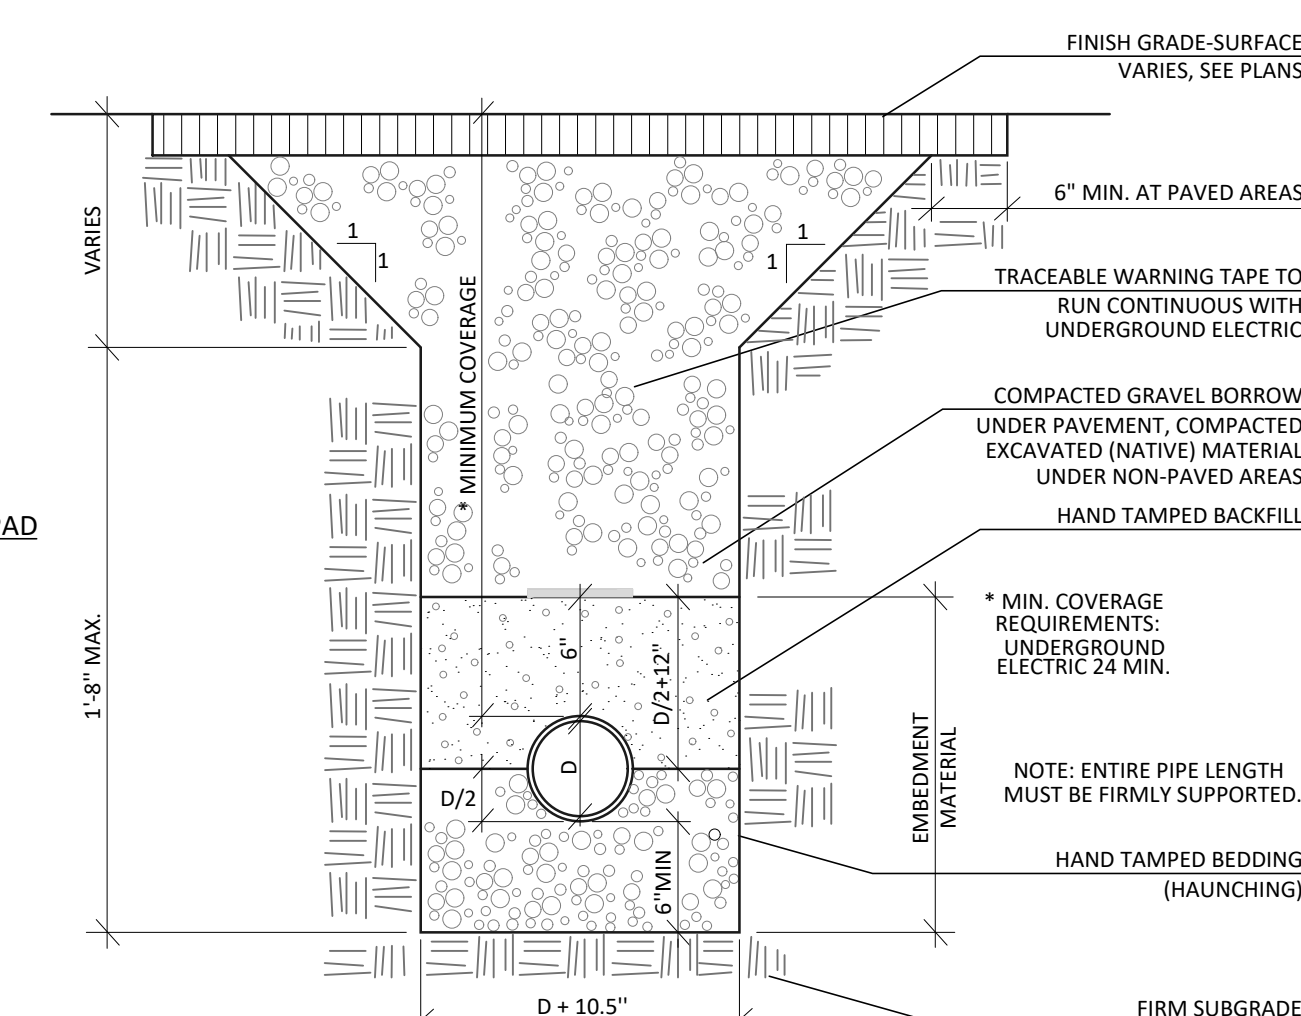 FINISH GRADE-SURFACE
VARIES, SEE PLANS
6" MIN. AT PAVED AREAS
VARIES
1
1
1
1
TRACEABLE WARNING TAPE TO
RUN CONTINUOUS WITH
UNDERGROUND ELECTRIC
* MINIMUM COVERAGE
COMPACTED GRAVEL BORROW
UNDER PAVEMENT, COMPACTED
EXCAVATED (NATIVE) MATERIAL
UNDER NON-PAVED AREAS
HAND TAMPED BACKFILL
PAD
* MIN. COVERAGE
REQUIREMENTS:
UNDERGROUND
ELECTRIC 24 MIN.
1'-8" MAX.
6"
D/2+12"
D
D/2
EMBEDMENT
MATERIAL
NOTE: ENTIRE PIPE LENGTH
MUST BE FIRMLY SUPPORTED.
6"MIN
HAND TAMPED BEDDING
(HAUNCHING)
D + 10.5"
FIRM SUBGRADE